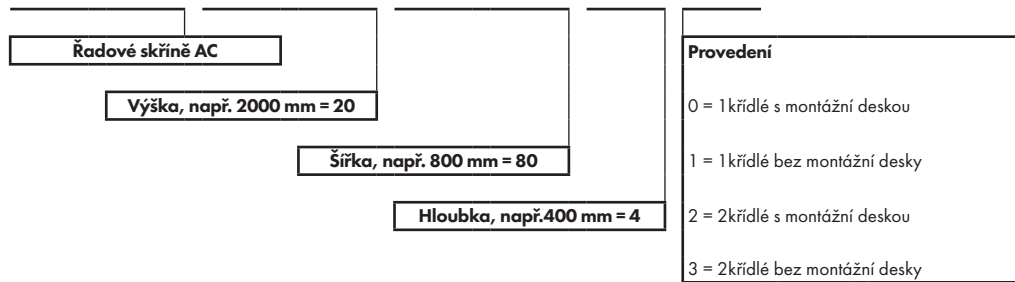 Řadové skříně AC
Provedení
Výška, např. 2000 mm = 20
0 = 1křídlé s montážní deskou
Šířka, např. 800 mm = 80
1 = 1křídlé bez montážní desky
Hloubka, např.400 mm = 4
2 = 2křídlé s montážní deskou
3 = 2křídlé bez montážní desky